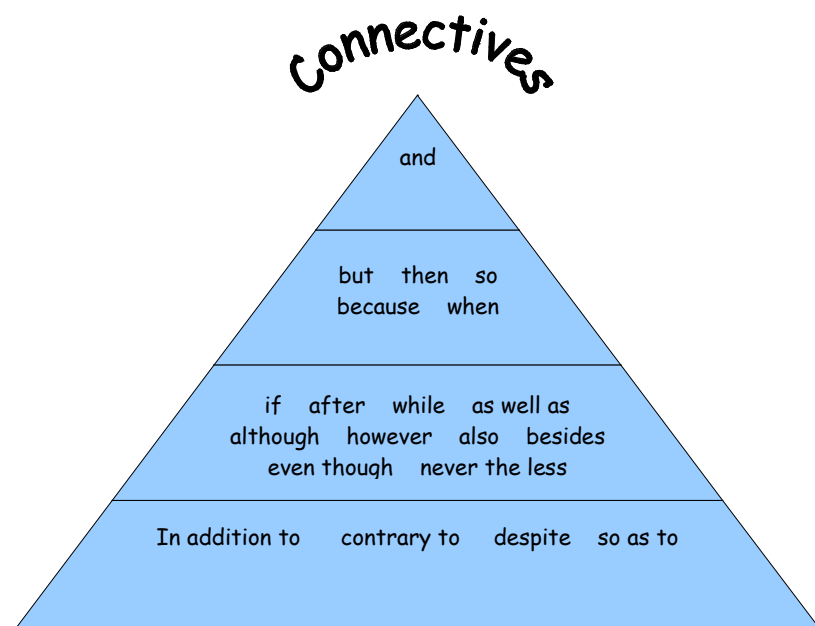 Connectives
and
but then so
because when
if after while as well as
although however also besides
even though never the less
In addition to contrary to despite so as to